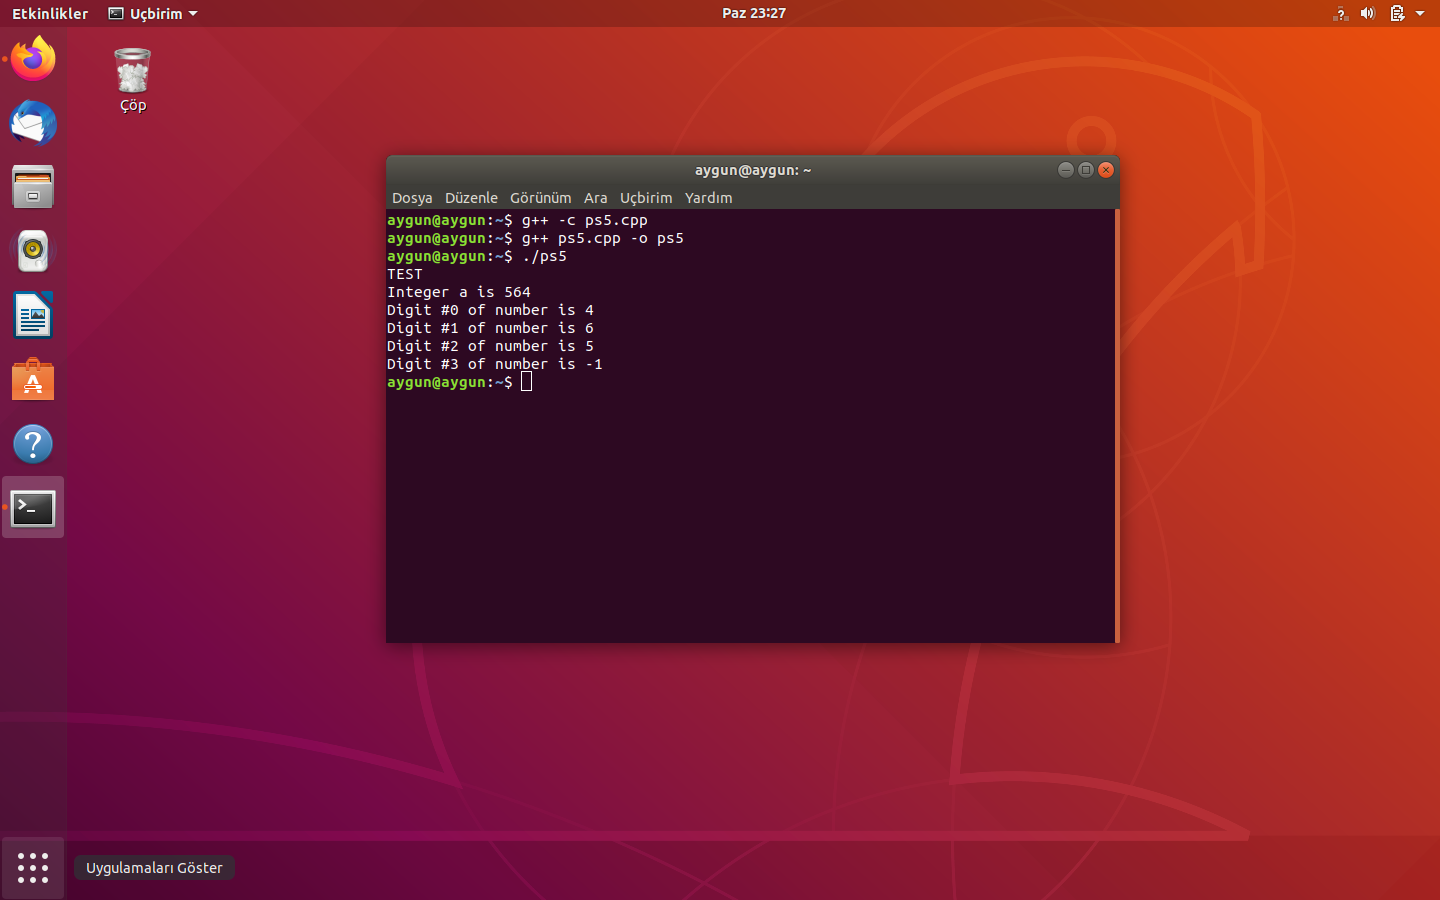 Etkinlikler Uçbirim Paz 23:27
Çöp
aygun@aygun: ~
Dosya Düzenle Görünüm Ara Uçbirim Yardım
aygun@aygun:~$ g++ -c ps5.cpp
aygun@aygun:~$ g++ ps5.cpp -o ps5
aygun@aygun:~$ ./ps5
TEST
Integer a is 564
Digit #0 of number is 4
Digit #1 of number is 6
Digit #2 of number is 5
Digit #3 of number is -1
aygun@aygun:~$
Uygulamaları Göster